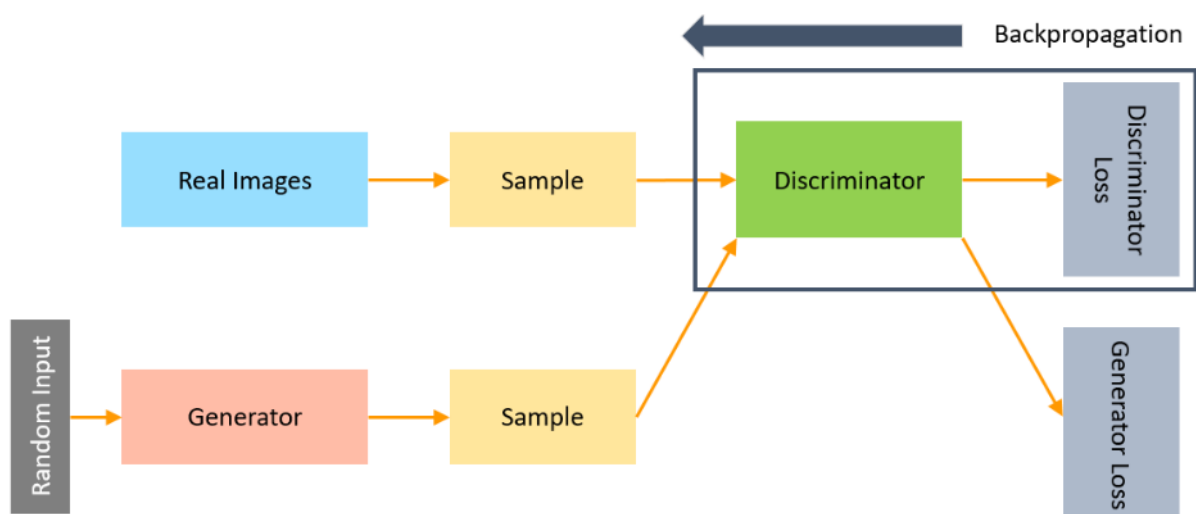 Backpropagation
Real Images
Sample
Discriminator
Discriminator
Loss
Random Input
Generator
Sample
Generator Loss